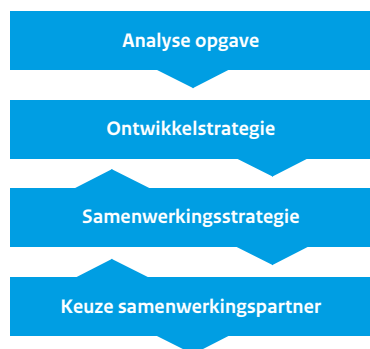 Analyse opgave
Ontwikkelstrategie
Samenwerkingsstrategie
Keuze samenwerkingspartner